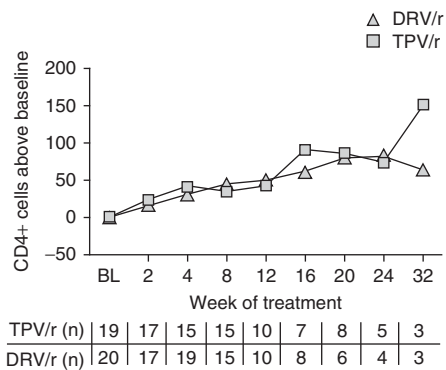 DRV/r
TPV/r
200
150
100
50
0
−50
CD4+ cells above baseline
BL 2 4 8 12 16 20 24 32
Week of treatment
TPV/r (n) 19 17 15 15 10 7 8 5 3
DRV/r (n) 20 17 19 15 10 8 6 4 3